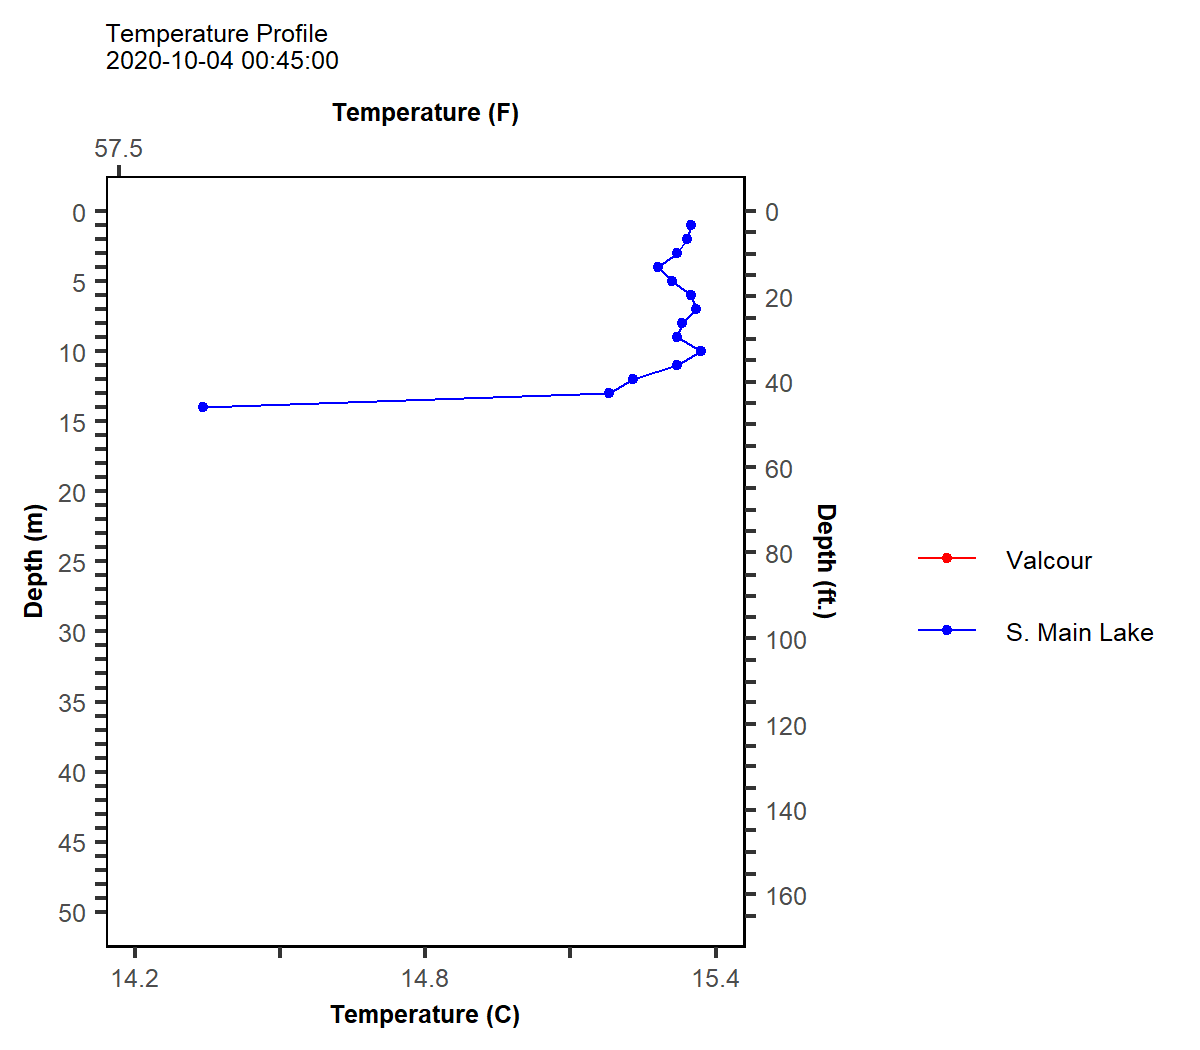 Temperature Profile
2020-10-04 00:45:00
Temperature (F)
57.5
0
5
10
15
20
25
30
35
40
45
50
Depth (m)
0
20
40
60
80
100
120
140
160
Depth (ft.)
Valcour
S. Main Lake
14.2 14.8 15.4
Temperature (C)